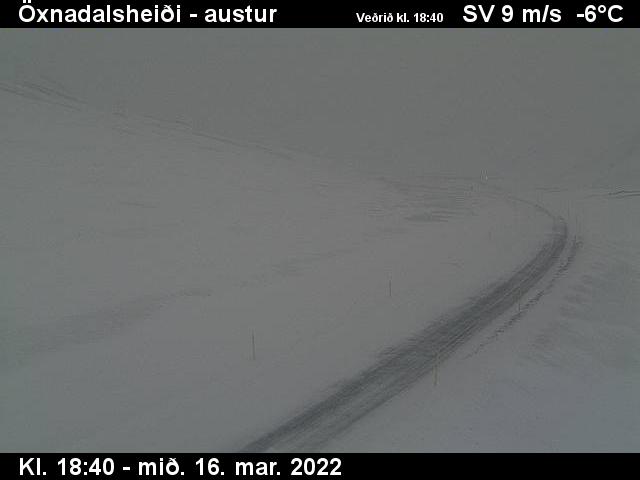 Öxnadalsheiði - austur Veðrið kl. 18:40 SV 9 m/s -6°C
Kl. 18:40 - mið. 16. mar. 2022